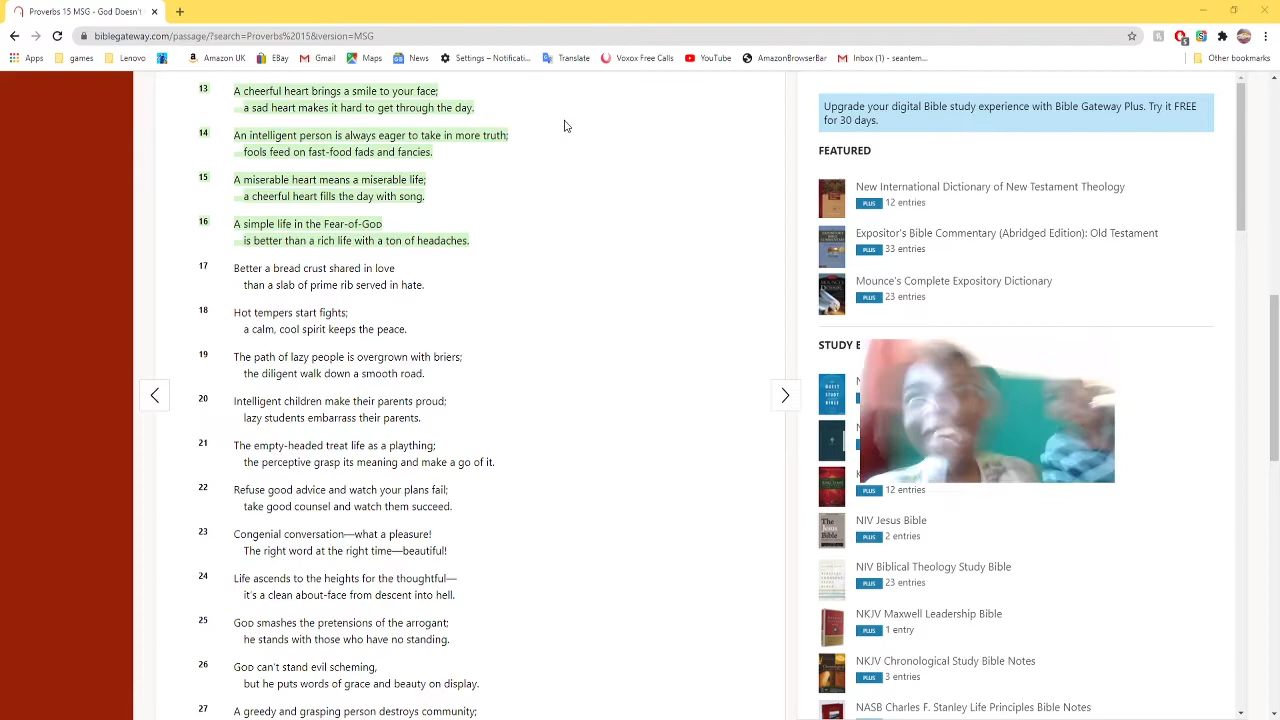 Proverbs 15 MSG - God Doesn't
biblegateway.com/passage/?search=Proverbs%2015&version=MSG
Apps games Lenovo Amazon UK EBay Gmail Maps News Settings – Notificati... Translate Voxox Free Calls YouTube AmazonBrowserBar Inbox (1) - seantem... Other bookmarks
13 A cheerful heart brings a smile to your face;
a sad heart makes it hard to get through the day.
14 An intelligent person is always eager to take in more truth;
fools feed on fast-food fads and fancies.
15 A miserable heart means a miserable life;
a cheerful heart fills the day with song.
16 A simple life in the Fear-of-God
is better than a rich life with a ton of headaches.
17 Better a bread crust shared in love
than a slab of prime rib served in hate.
18 Hot tempers start fights;
a calm, cool spirit keeps the peace.
19 The path of lazy people is overgrown with briers;
the diligent walk down a smooth road.
20 Intelligent children make their parents proud;
lazy students embarrass their parents.
21 The empty-headed treat life as a plaything;
the perceptive grasp its meaning and make a go of it.
22 Refuse good advice and watch your plans fail;
take good counsel and watch them succeed.
23 Congenial conversation—what a pleasure!
The right word at the right time—beautiful!
24 Life ascends to the heights for the thoughtful—
it's a clean about-face from descent into hell.
25 GOD smashes the pretensions of the arrogant;
he stands with those who have no standing.
26 GOD can't stand evil scheming,
but he puts words of grace and beauty on display.
27 A greedy and grasping person destroys community;
Upgrade your digital Bible study experience with Bible Gateway Plus. Try it FREE
for 30 days.
FEATURED
New International Dictionary of New Testament Theology
PLUS 12 entries
Expositor's Bible Commentary (Abridged Edition): Old Testament
PLUS 33 entries
Mounce's Complete Expository Dictionary
PLUS 23 entries
STUDY B
PLUS 12 entries
NIV Jesus Bible
PLUS 2 entries
NIV Biblical Theology Study Bible
PLUS 23 entries
NKJV Maxwell Leadership Bible
PLUS 1 entry
NKJV Chronological Study Bible Notes
PLUS 3 entries
NASB Charles F. Stanley Life Principles Bible Notes